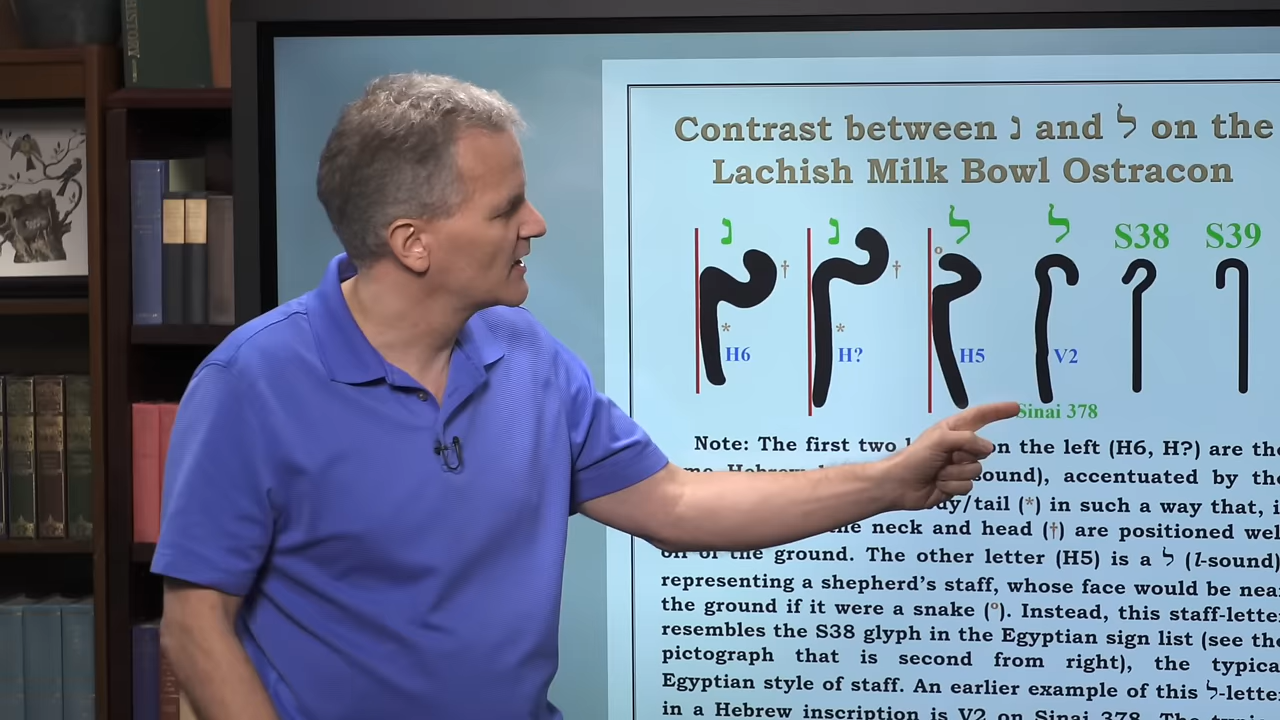 HISTORY
Contrast between נ and ל on the
Lachish Milk Bowl Ostracon
נ נ ל ל S38 S39
† † °
* *
H6 H? H5 V2
Sinai 378
Note: The first two on the left (H6, H?) are the
Hebrew sound), accentuated by the
(*) in such a way that, i
neck and head (†) are positioned wel
of the ground. The other letter (H5) is a ל (l-sound)
representing a shepherd's staff, whose face would be nea
the ground if it were a snake (°). Instead, this staff-lette
resembles the S38 glyph in the Egyptian sign list (see the
pictograph that is second from right), the typica
Egyptian style of staff. An earlier example of this ל-lette
in a Hebrew inscription is V2 on Sinai 378. The